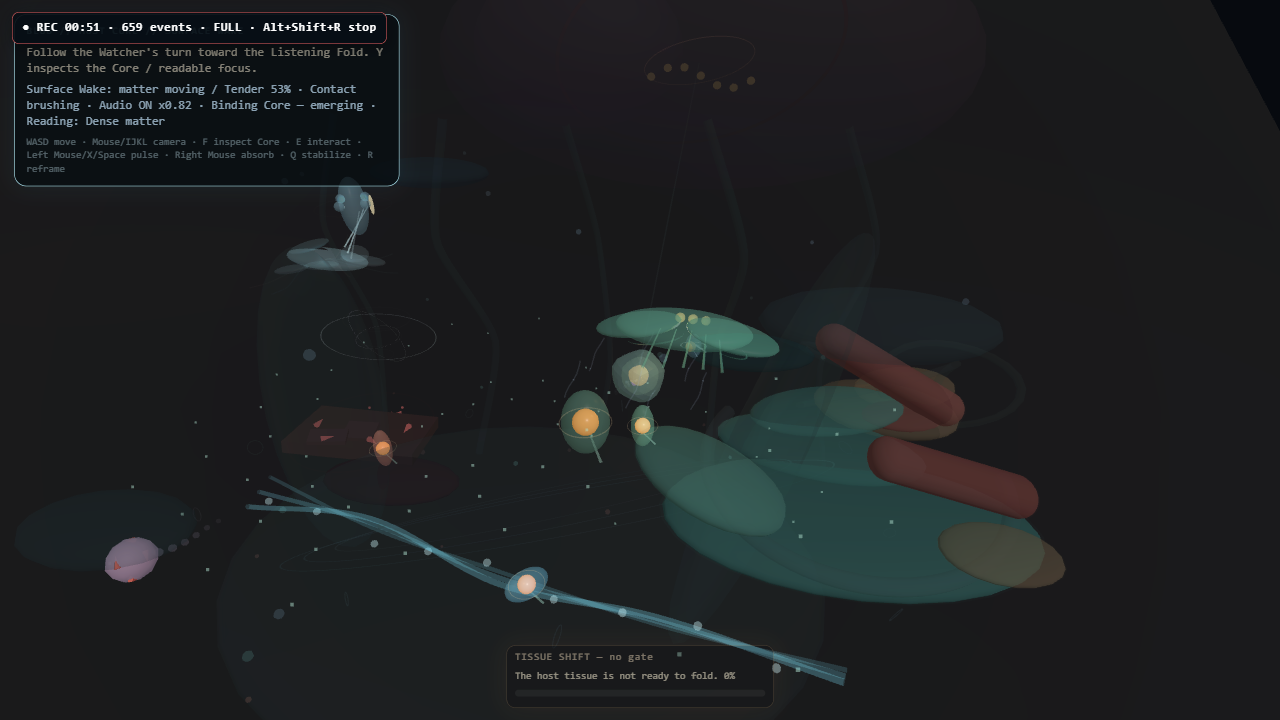 ● REC 00:51 · 659 events · FULL · Alt+Shift+R stop
Follow the Watcher's turn toward the Listening Fold. Y
inspects the Core / readable focus.
Surface Wake: matter moving / Tender 53% · Contact
brushing · Audio ON x0.82 · Binding Core — emerging ·
Reading: Dense matter
WASD move · Mouse/IJKL camera · F inspect Core · E interact ·
Left Mouse/X/Space pulse · Right Mouse absorb · Q stabilize · R
reframe
TISSUE SHIFT — no gate
The host tissue is not ready to fold. 0%